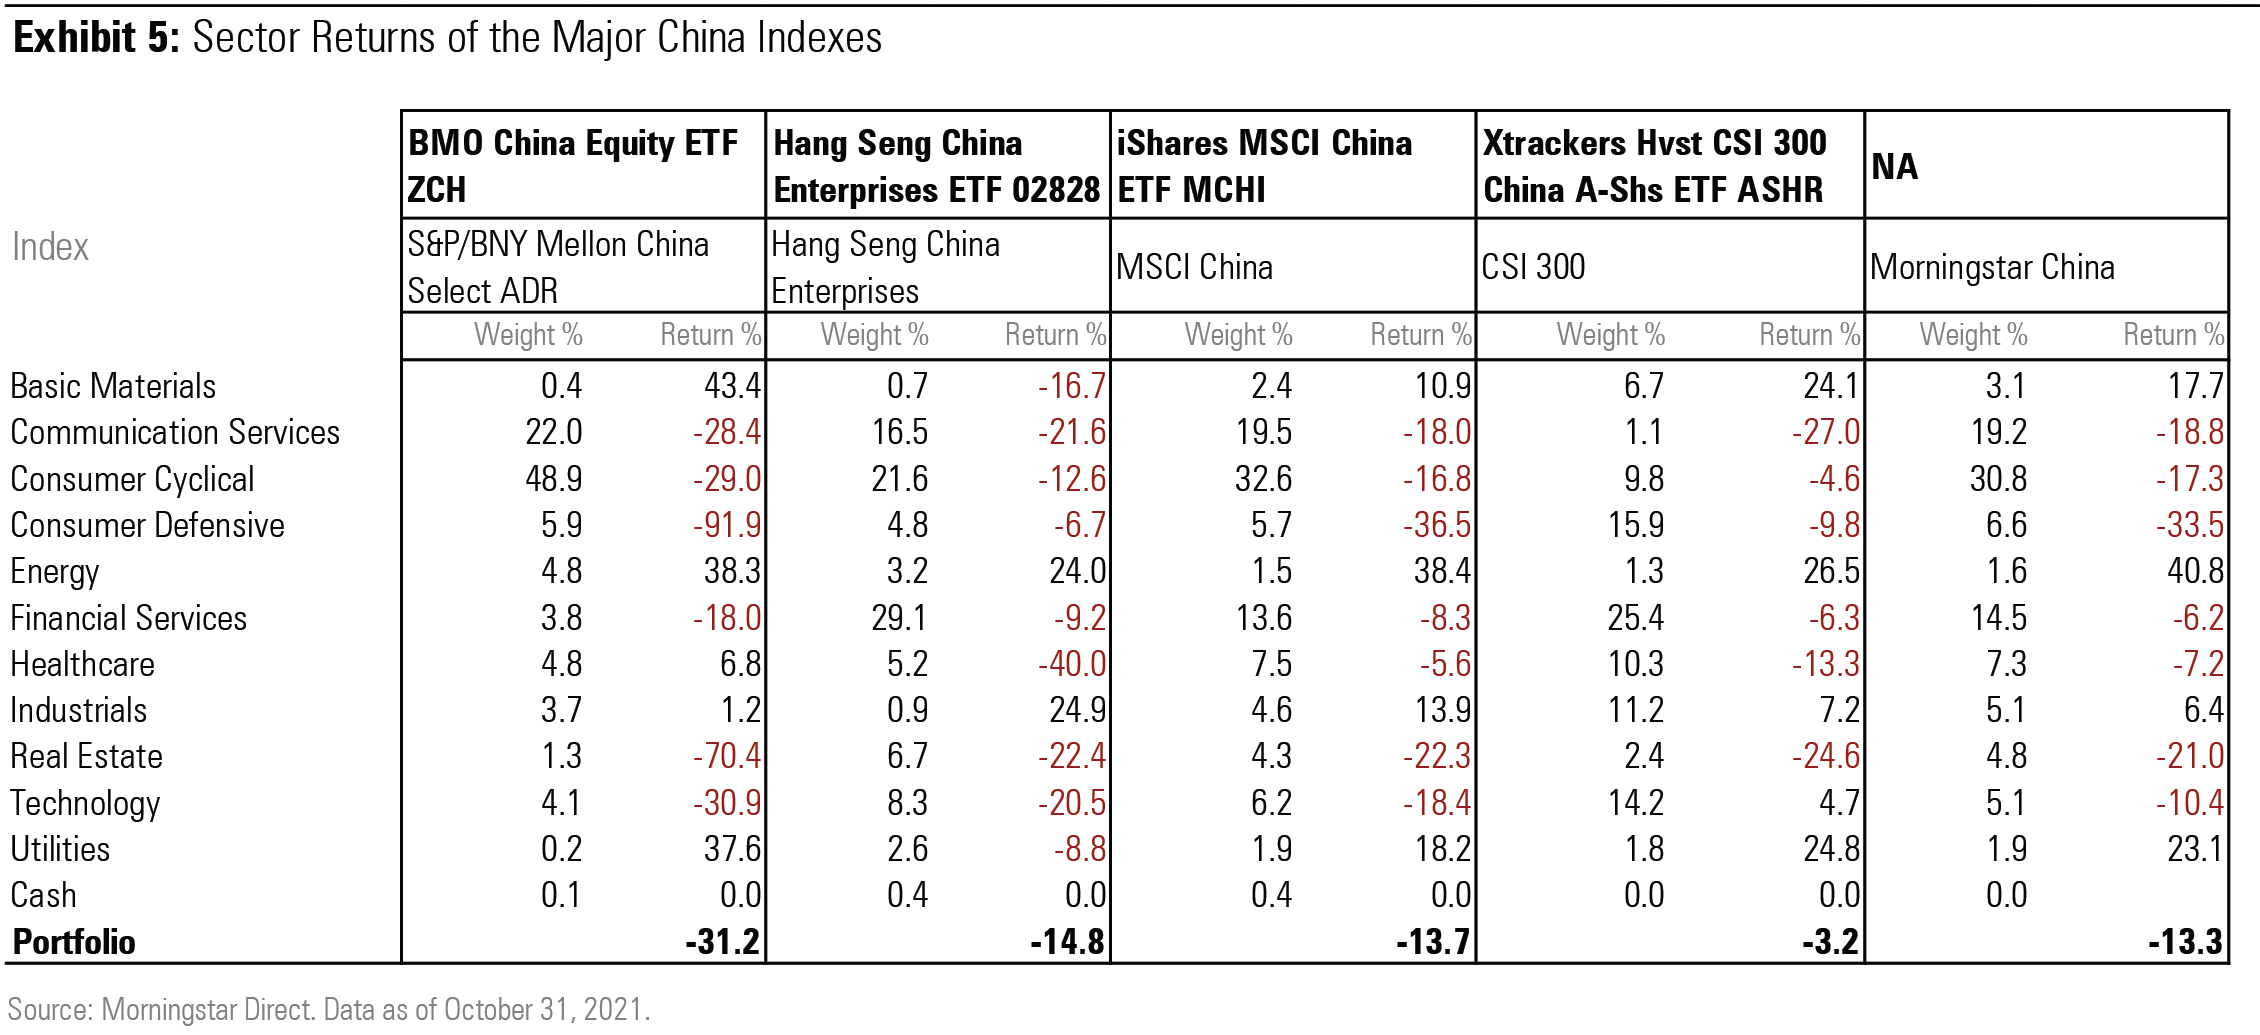 Exhibit 5: Sector Returns of the Major China Indexes
BMO China Equity ETF ZCH Hang Seng China Enterprises ETF 02828 iShares MSCI China ETF MCHI Xtrackers Hvst CSI 300 China A-Shs ETF ASHR NA
Index S&P/BNY Mellon China Select ADR Hang Seng China Enterprises MSCI China CSI 300 Morningstar China
Weight % Return % Weight % Return % Weight % Return % Weight % Return % Weight % Return %
Basic Materials 0.4 43.4 0.7 -16.7 2.4 10.9 6.7 24.1 3.1 17.7
Communication Services 22.0 -28.4 16.5 -21.6 19.5 -18.0 1.1 -27.0 19.2 -18.8
Consumer Cyclical 48.9 -29.0 21.6 -12.6 32.6 -16.8 9.8 -4.6 30.8 -17.3
Consumer Defensive 5.9 -91.9 4.8 -6.7 5.7 -36.5 15.9 -9.8 6.6 -33.5
Energy 4.8 38.3 3.2 24.0 1.5 38.4 1.3 26.5 1.6 40.8
Financial Services 3.8 -18.0 29.1 -9.2 13.6 -8.3 25.4 -6.3 14.5 -6.2
Healthcare 4.8 6.8 5.2 -40.0 7.5 -5.6 10.3 -13.3 7.3 -7.2
Industrials 3.7 1.2 0.9 24.9 4.6 13.9 11.2 7.2 5.1 6.4
Real Estate 1.3 -70.4 6.7 -22.4 4.3 -22.3 2.4 -24.6 4.8 -21.0
Technology 4.1 -30.9 8.3 -20.5 6.2 -18.4 14.2 4.7 5.1 -10.4
Utilities 0.2 37.6 2.6 -8.8 1.9 18.2 1.8 24.8 1.9 23.1
Cash 0.1 0.0 0.4 0.0 0.4 0.0 0.0 0.0 0.0
Portfolio -31.2 -14.8 -13.7 -3.2 -13.3
Source: Morningstar Direct. Data as of October 31, 2021.